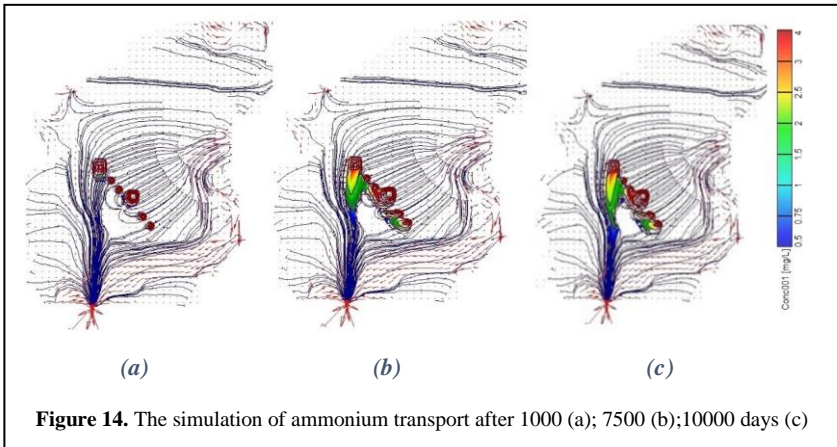 4
3
2.5
1.5
1
0.75
0.5
Conc001 [mg/L]
(a) (b) (c)
Figure 14. The simulation of ammonium transport after 1000 (a); 7500 (b);10000 days (c)